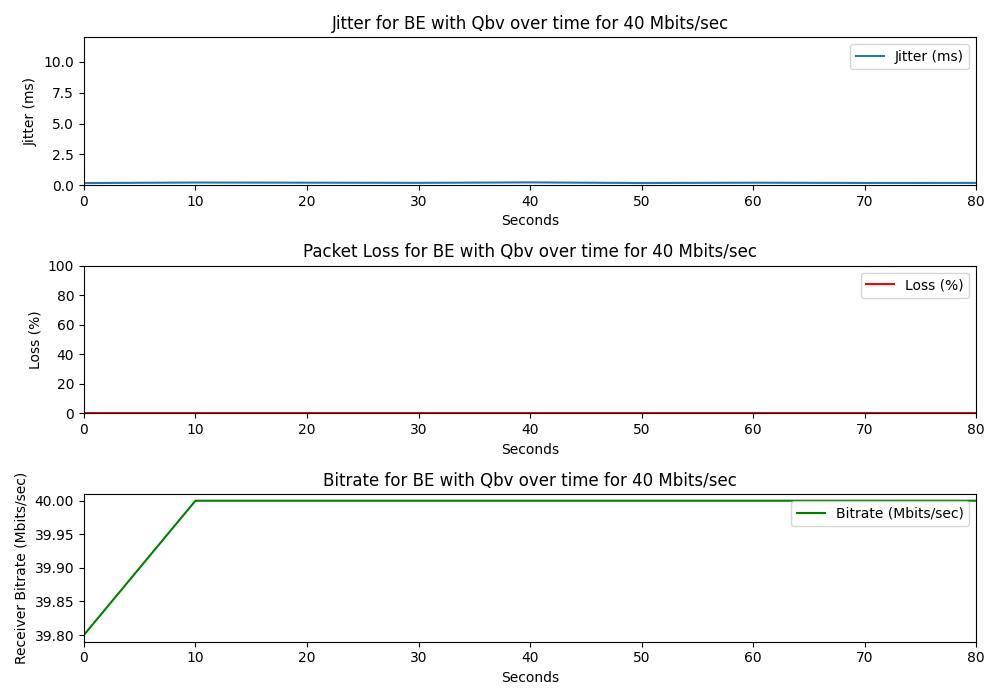 Jitter for BE with Qbv over time for 40 Mbits/sec
Jitter (ms)
10.0
7.5
5.0
2.5
0.0
Jitter (ms)
0 10 20 30 40 50 60 70 80
Seconds
Packet Loss for BE with Qbv over time for 40 Mbits/sec
Loss (%)
100
80
60
40
20
0
Loss (%)
0 10 20 30 40 50 60 70 80
Seconds
Bitrate for BE with Qbv over time for 40 Mbits/sec
Receiver Bitrate (Mbits/sec)
40.00
39.95
39.90
39.85
39.80
Bitrate (Mbits/sec)
0 10 20 30 40 50 60 70 80
Seconds